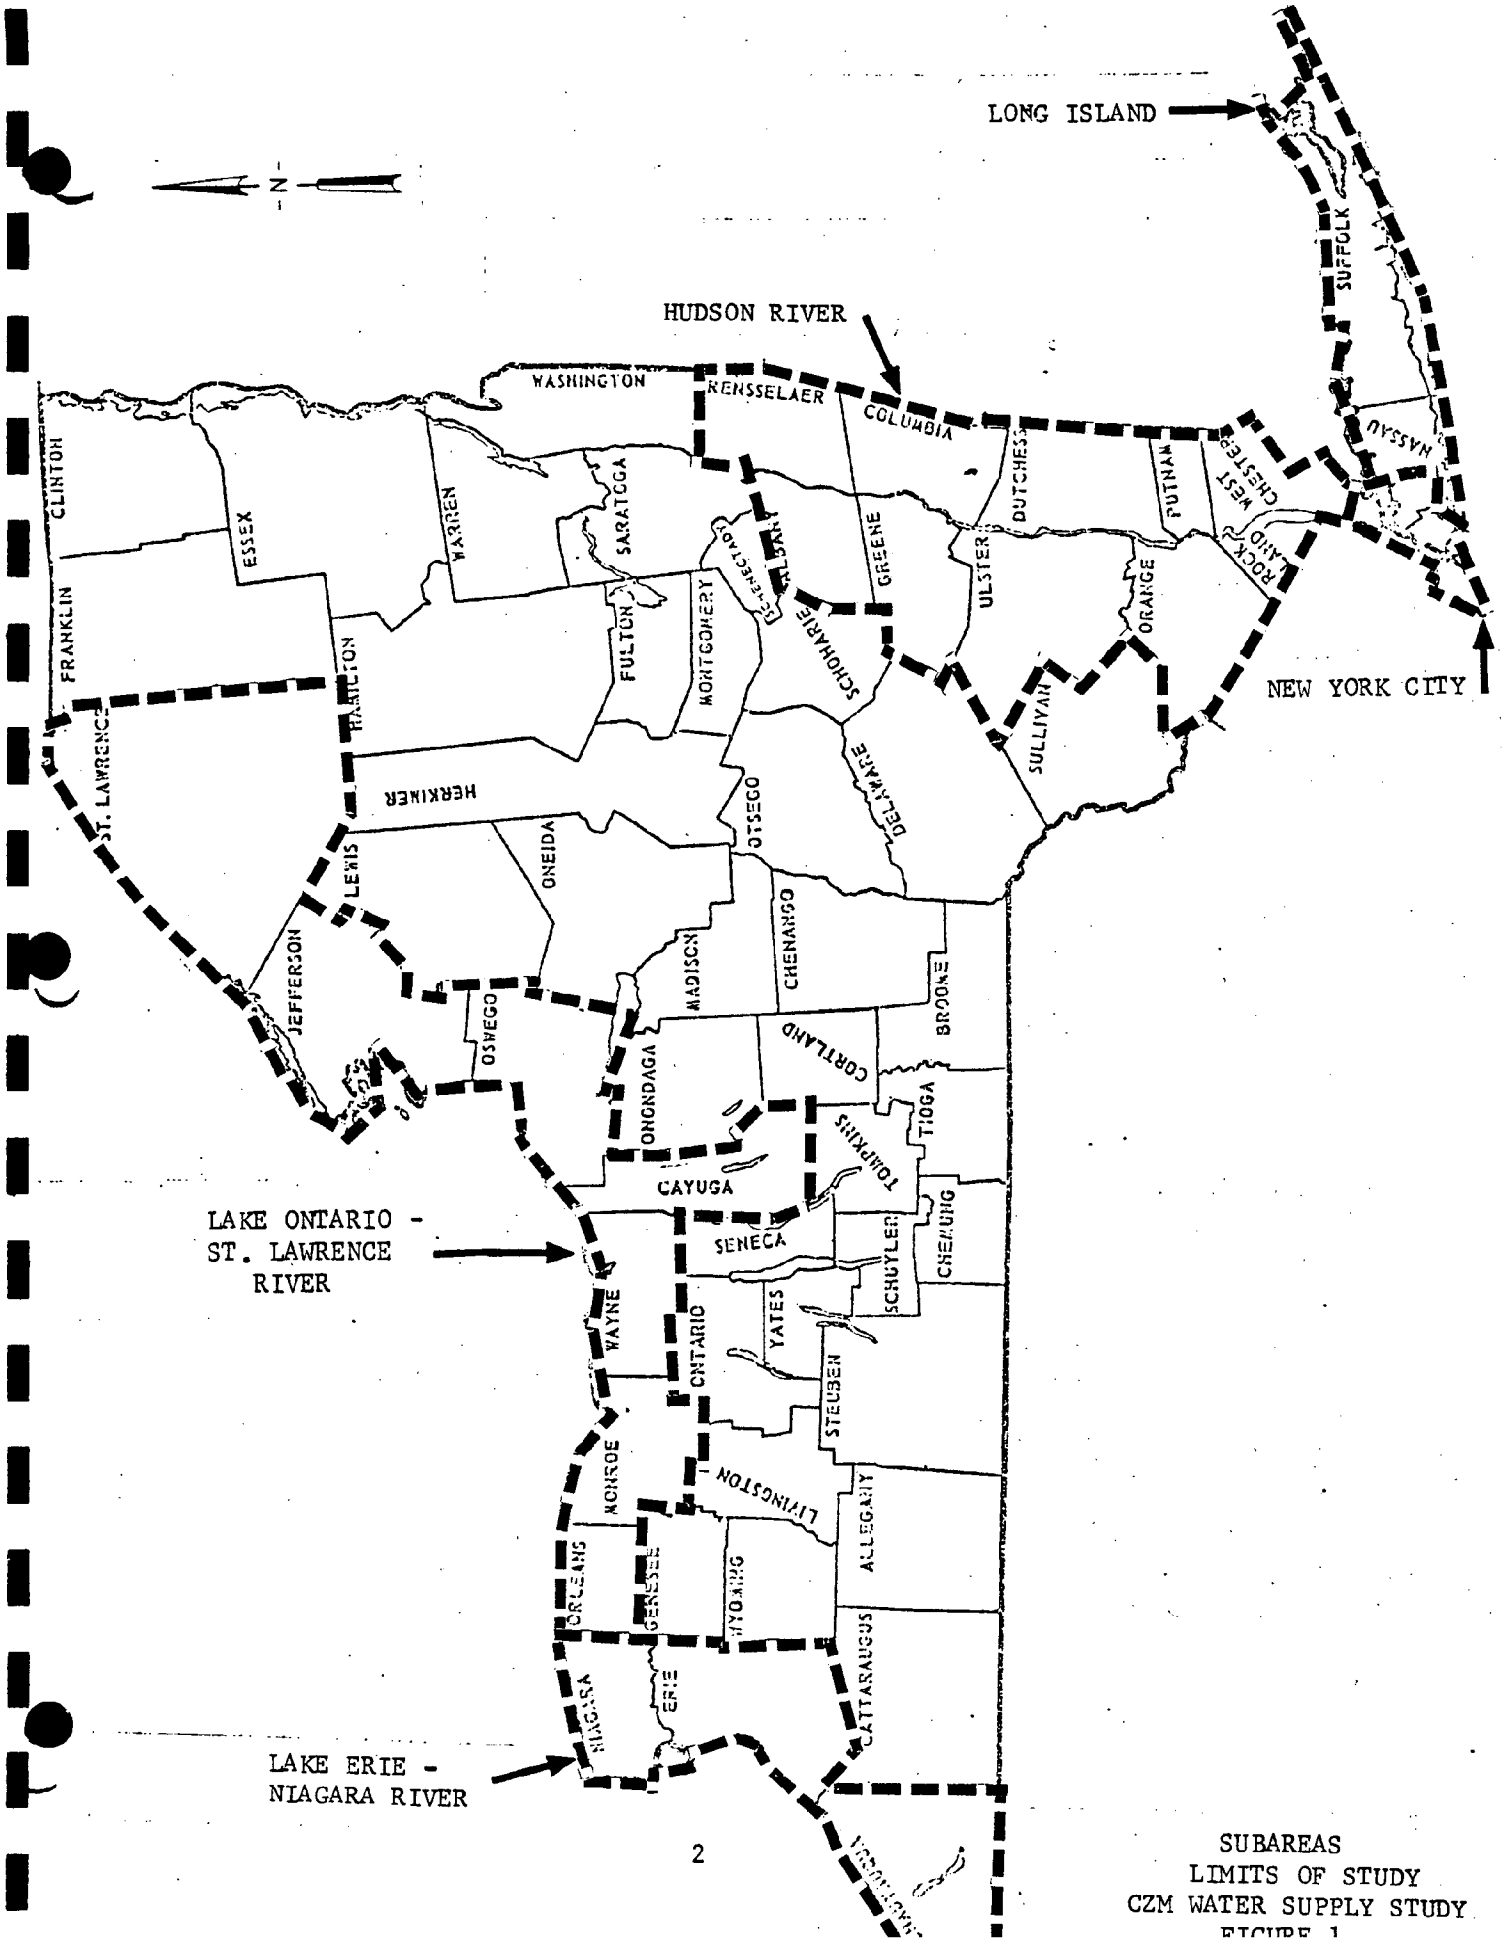 LONG ISLAND
N
HUDSON RIVER
SUFFOLK
WASHINGTON
RENSSELAER
COLUMBIA
NASSAU
CLINTON
ESSEX
WARREN
SARATOGA
SCHENECTADY
ALBANY
GREENE
DUTCHESS
PUTNAM
WEST
CHESTER
ROCK
LAND
ULSTER
ORANGE
FRANKLIN
HAMILTON
FULTON
MONTGOMERY
SCHOHARIE
SULLIVAN
NEW YORK CITY
ST. LAWRENCE
HERKIMER
OTSEGO
DELAWARE
LEWIS
ONEIDA
JEFFERSON
OSWEGO
MADISON
CHENANGO
BROOME
ONONDAGA
CORTLAND
TIOGA
TOMPKINS
CAYUGA
LAKE ONTARIO -
ST. LAWRENCE
RIVER
SENECA
SCHUYLER
CHEMUNG
WAYNE
ONTARIO
YATES
STEUBEN
MONROE
LIVINGSTON
ALLEGANY
ORLEANS
GENESEE
WYOMING
NIAGARA
ERIE
CATTARAUGUS
LAKE ERIE -
NIAGARA RIVER
2
SUBAREAS
LIMITS OF STUDY
CZM WATER SUPPLY STUDY
FIGURE 1